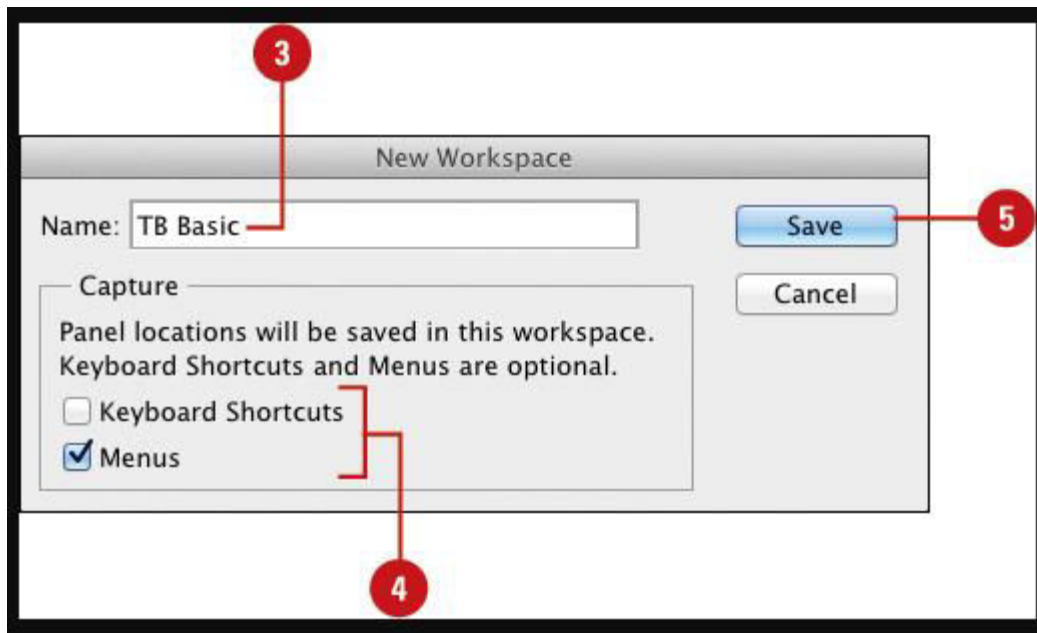 3
New Workspace
Name: TB Basic
Save
5
Capture
Cancel
Panel locations will be saved in this workspace.
Keyboard Shortcuts and Menus are optional.
Keyboard Shortcuts
Menus
4